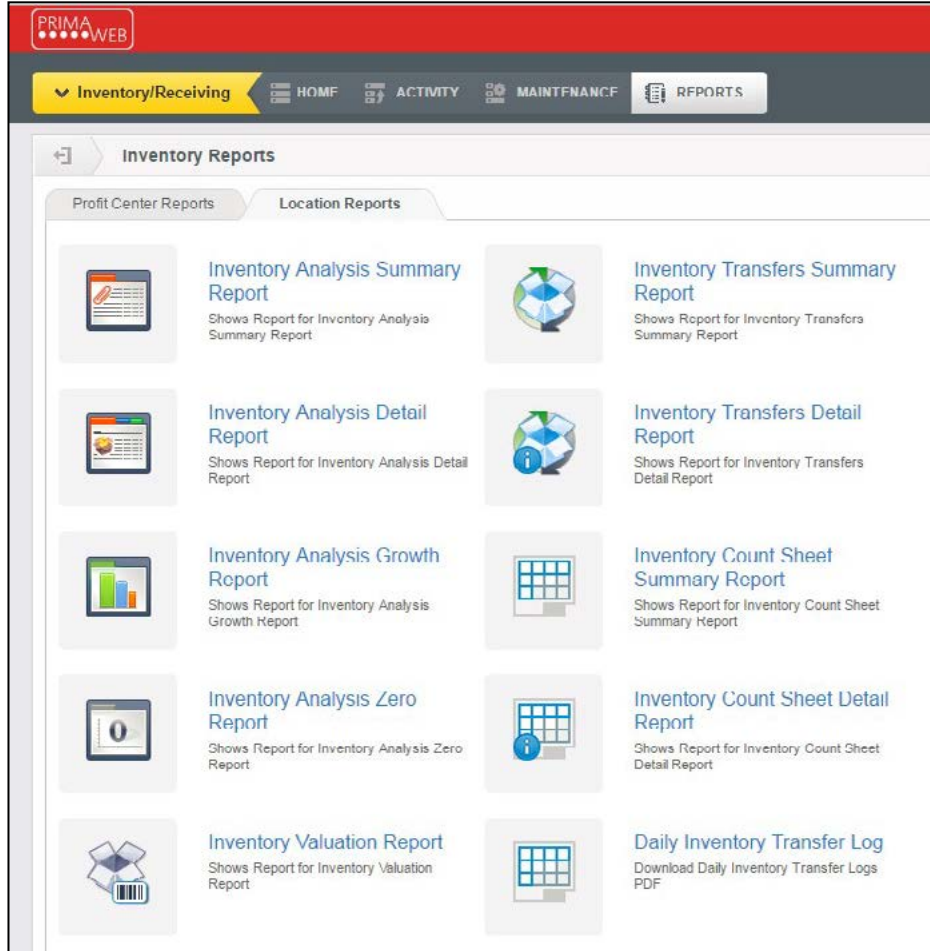 PRIMA
WEB
Inventory/Receiving
HOME
ACTIVITY
MAINTENANCE
REPORTS
Inventory Reports
Profit Center Reports
Location Reports
Inventory Analysis Summary
Report
Shows Report for Inventory Analysis
Summary Report
Inventory Transfers Summary
Report
Shows Report for Inventory Transfers
Summary Report
Inventory Analysis Detail
Report
Shows Report for Inventory Analysis Detail
Report
Inventory Transfers Detail
Report
Shows Report for Inventory Transfers
Detail Report
Inventory Analysis Growth
Report
Shows Report for Inventory Analysis
Growth Report
Inventory Count Sheet
Summary Report
Shows Report for Inventory Count Sheet
Summary Report
0
Inventory Analysis Zero
Report
Shows Report for Inventory Analysis Zero
Report
Inventory Count Sheet Detail
Report
Shows Report for Inventory Count Sheet
Detail Report
Inventory Valuation Report
Shows Report for Inventory Valuation
Report
Daily Inventory Transfer Log
Download Daily Inventory Transfer Logs
PDF